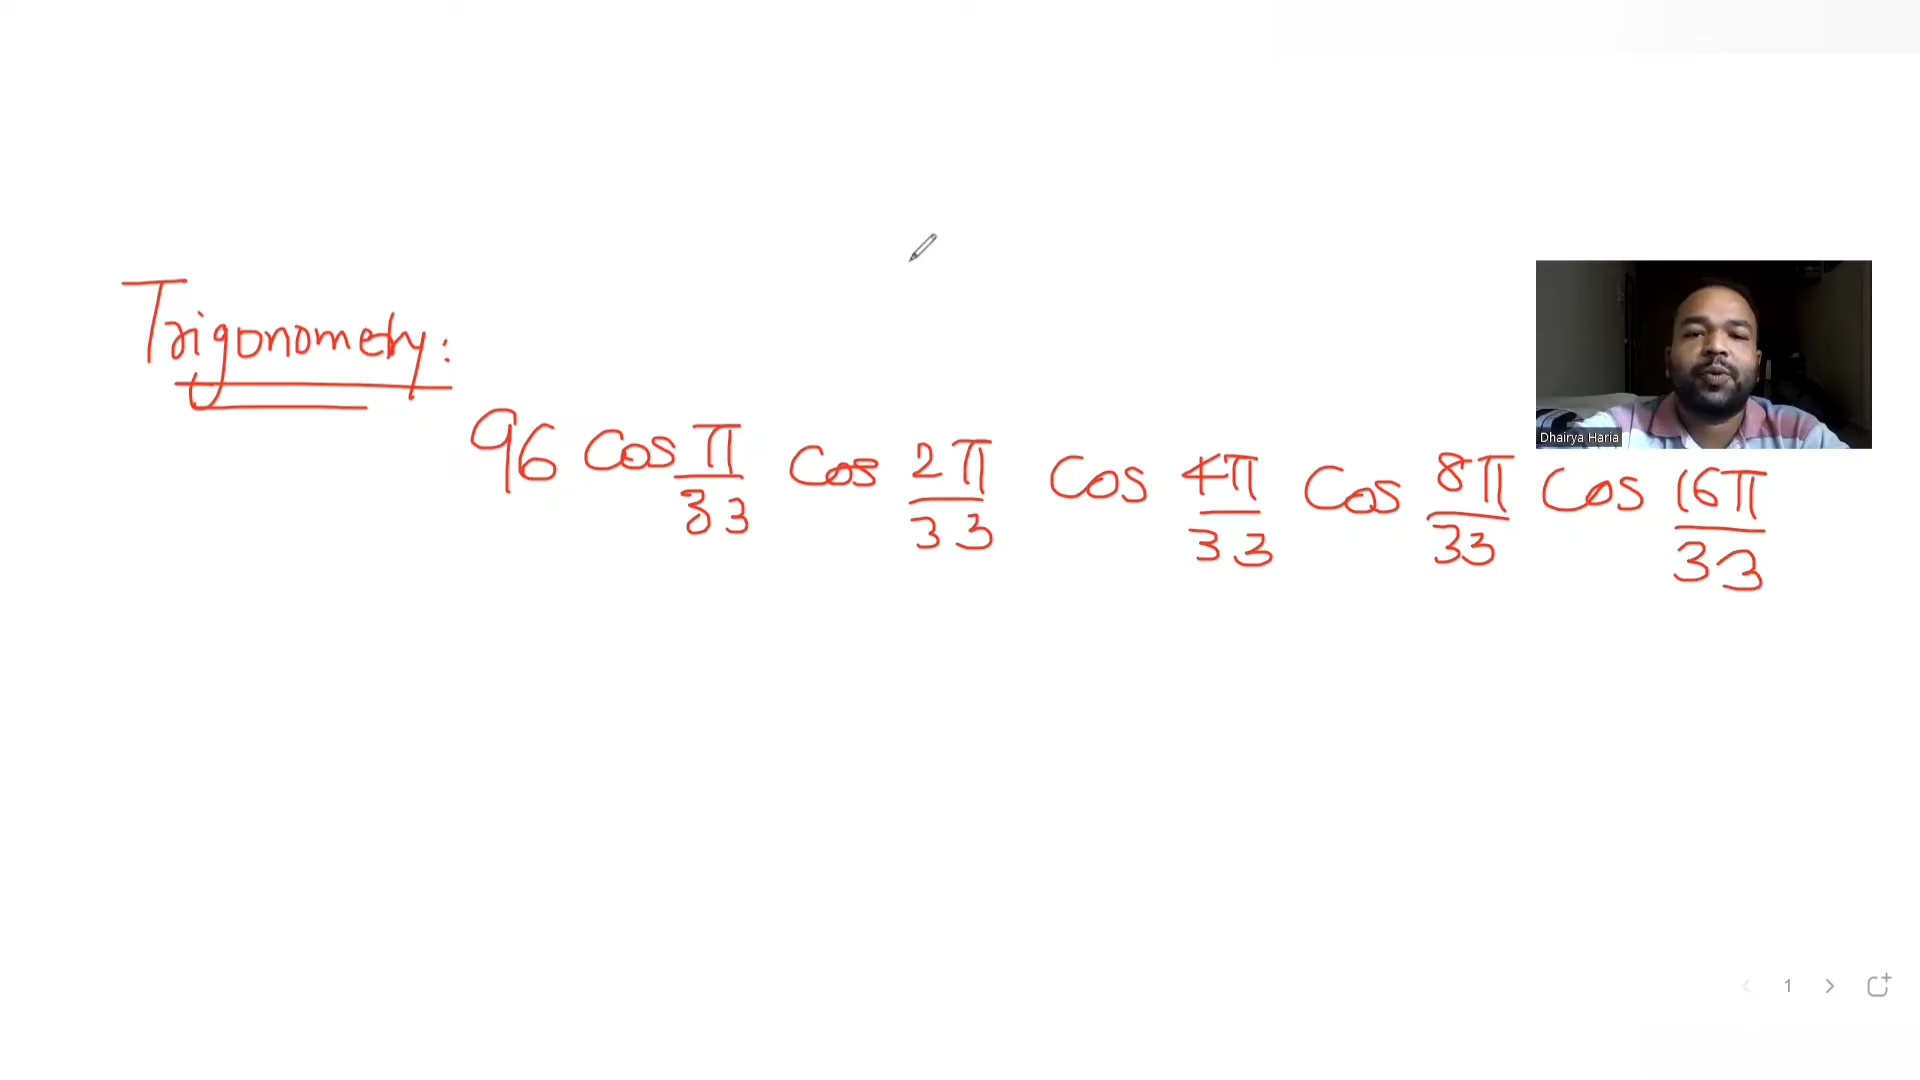 Trigonometry:
96 Cos π/33 Cos 2π/33 Cos 4π/33 Cos 8π/33 Cos 16π/33
Dhairya Haria
1